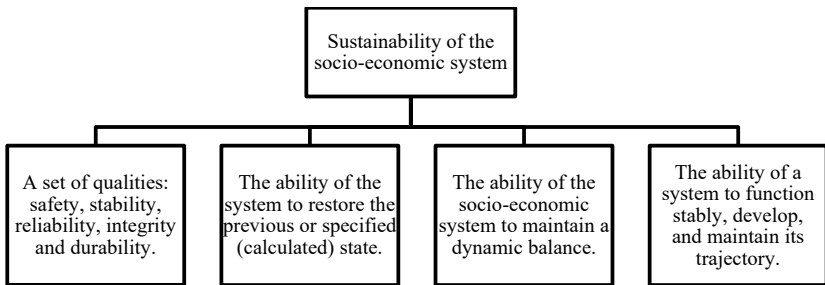 Sustainability of the
socio-economic system
A set of qualities:
safety, stability,
reliability, integrity
and durability.
The ability of the
system to restore the
previous or specified
(calculated) state.
The ability of the
socio-economic
system to maintain a
dynamic balance.
The ability of a
system to function
stably, develop,
and maintain its
trajectory.